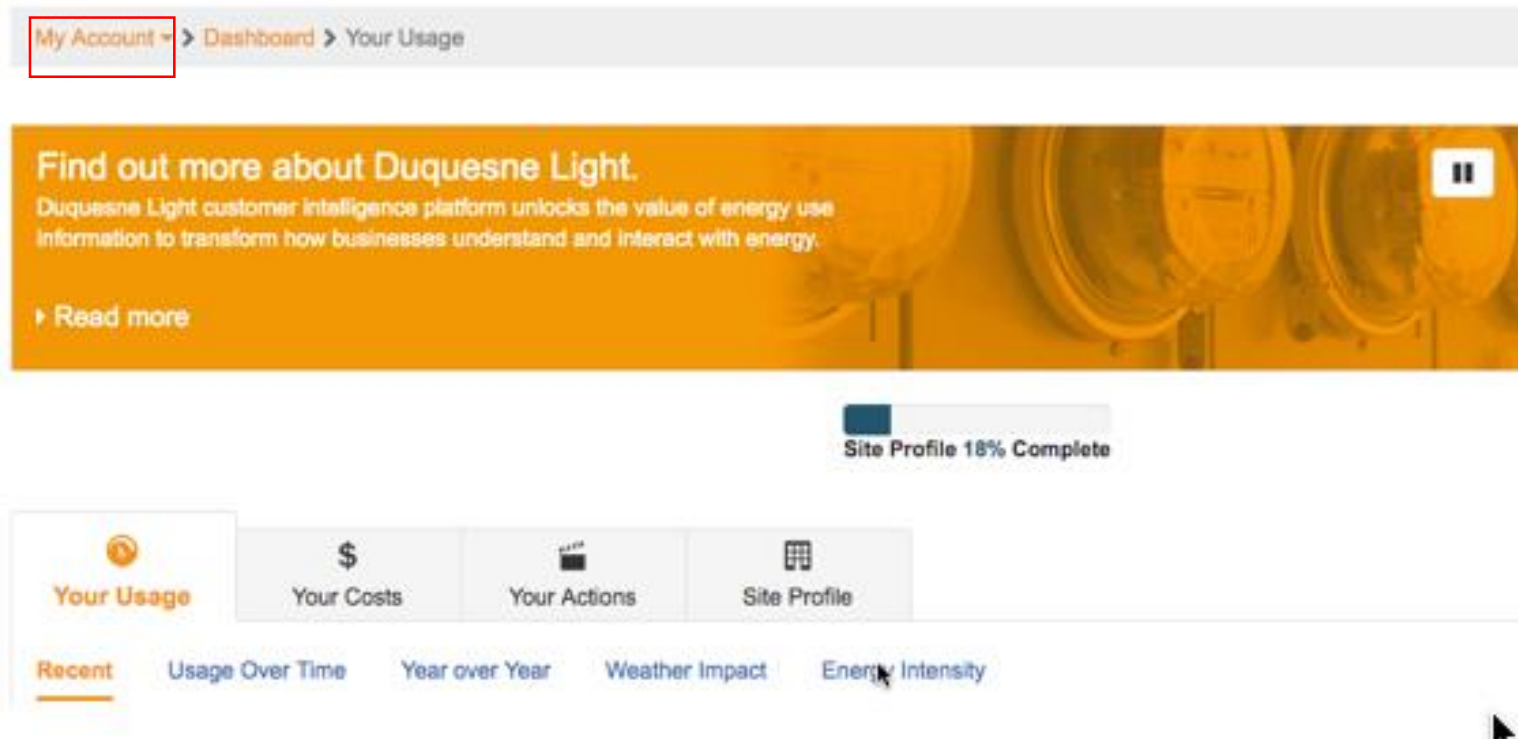 My Account > Dashboard > Your Usage
Find out more about Duquesne Light.
Duquesne Light customer intelligence platform unlocks the value of energy use
information to transform how businesses understand and interact with energy.
Read more
Site Profile 18% Complete
$
Your Usage Your Costs Your Actions Site Profile
Recent Usage Over Time Year over Year Weather Impact Energy Intensity